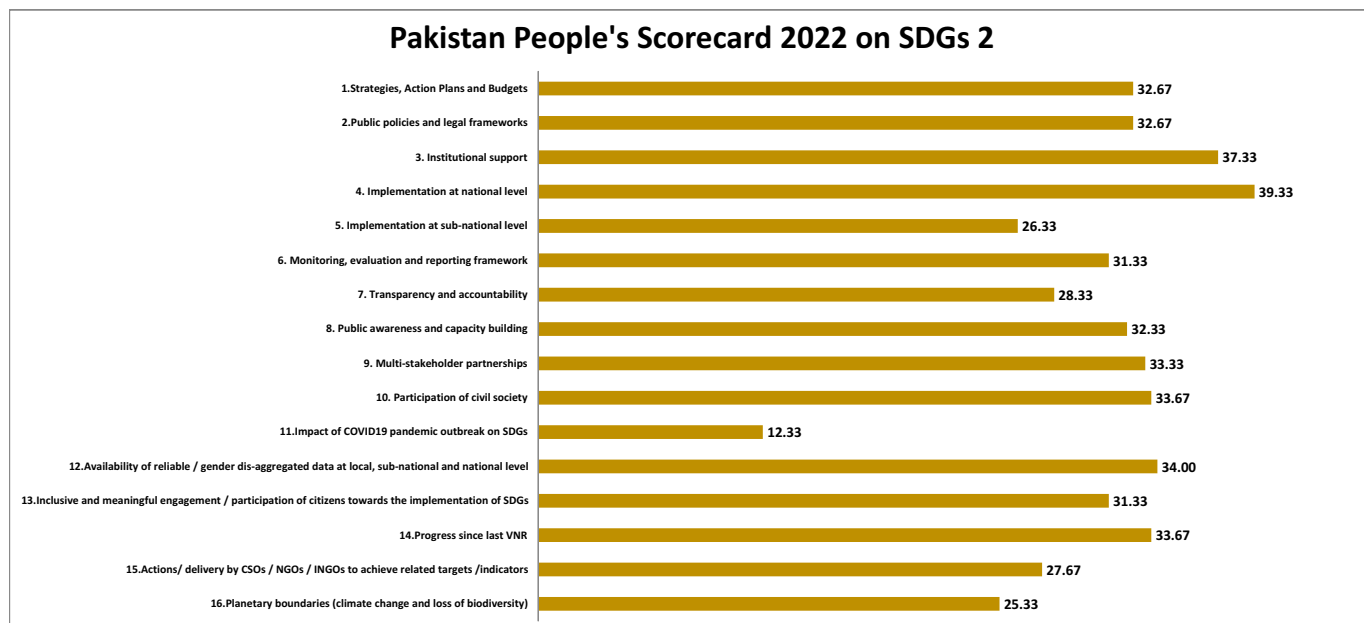 Pakistan People's Scorecard 2022 on SDGs 2
1.Strategies, Action Plans and Budgets 32.67
2.Public policies and legal frameworks 32.67
3. Institutional support 37.33
4. Implementation at national level 39.33
5. Implementation at sub-national level 26.33
6. Monitoring, evaluation and reporting framework 31.33
7. Transparency and accountability 28.33
8. Public awareness and capacity building 32.33
9. Multi-stakeholder partnerships 33.33
10. Participation of civil society 33.67
11.Impact of COVID19 pandemic outbreak on SDGs 12.33
12.Availability of reliable / gender dis-aggregated data at local, sub-national and national level 34.00
13.Inclusive and meaningful engagement / participation of citizens towards the implementation of SDGs 31.33
14.Progress since last VNR 33.67
15.Actions/ delivery by CSOs / NGOs / INGOs to achieve related targets /indicators 27.67
16.Planetary boundaries (climate change and loss of biodiversity) 25.33